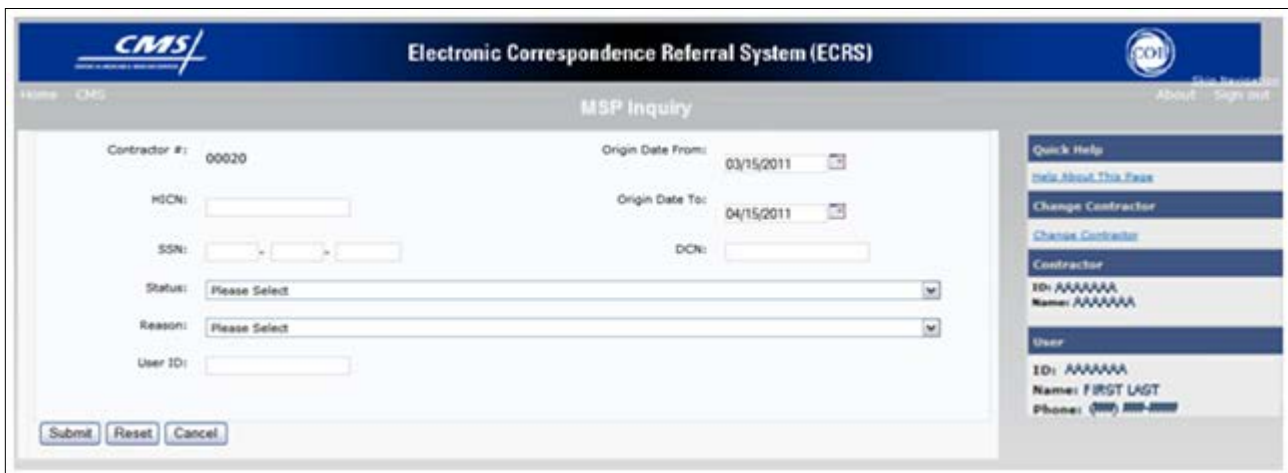 CMS
Electronic Correspondence Referral System (ECRS)
COB
Skip Navigation
Home CMS
About Sign out
MSP Inquiry
Contractor #: 00020
Origin Date From: 03/15/2011
HICN:
Origin Date To: 04/15/2011
SSN: - -
DCN:
Status: Please Select
Reason: Please Select
User ID:
Submit Reset Cancel
Quick Help
Help About This Page
Change Contractor
Change Contractor
Contractor
ID: AAAAAAA
Name: AAAAAAA
User
ID: AAAAAAA
Name: FIRST LAST
Phone: (###) ###-####